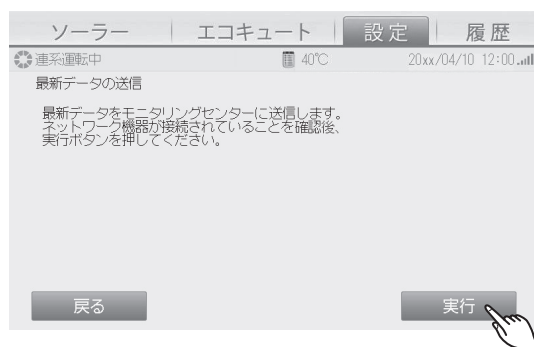 ソーラー エコキュート 設定 履歴
連系運転中 40℃ 20xx/04/10 12:00
最新データの送信
最新データをモニタリングセンターに送信します。
ネットワーク機器が接続されていることを確認後、
実行ボタンを押してください。
戻る 実行